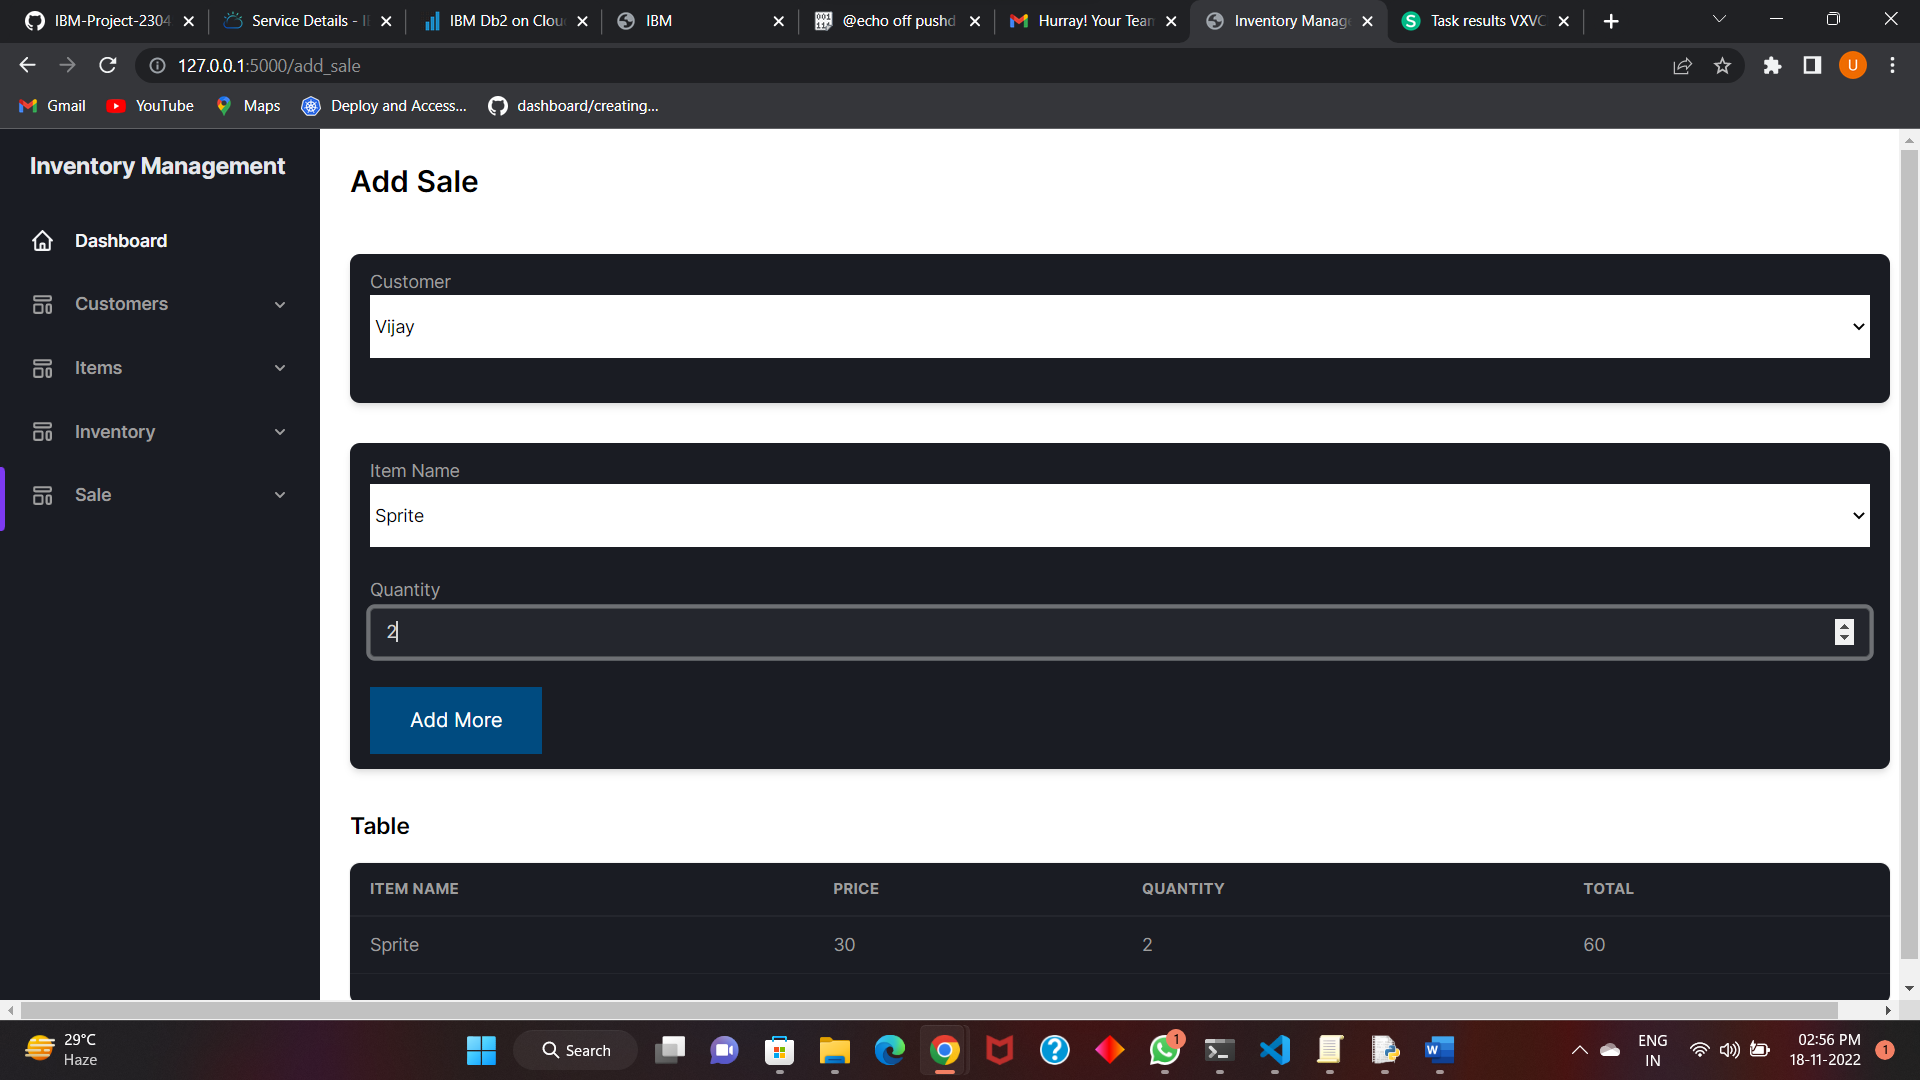 IBM-Project-2304
Service Details - I
IBM Db2 on Clou
IBM
@echo off pushd
Hurray! Your Tean
Inventory Manage
Task results VXVC
127.0.0.1:5000/add_sale
U
Gmail
YouTube
Maps
Deploy and Access...
dashboard/creating...
Inventory Management
Dashboard
Customers
Items
Inventory
Sale
Add Sale
Customer
Vijay
Item Name
Sprite
Quantity
2
Add More
Table
ITEM NAME PRICE QUANTITY TOTAL
Sprite 30 2 60
29°C
Haze
Search
1
ENG
IN
02:56 PM
18-11-2022
1